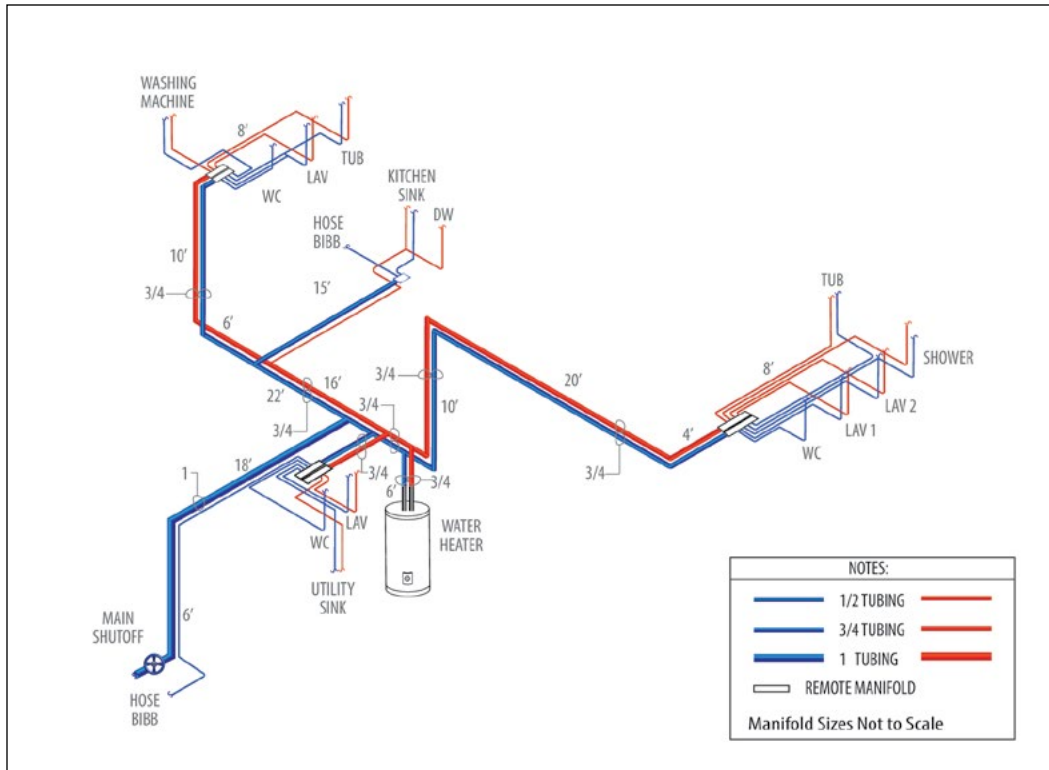 WASHING
MACHINE
8'
TUB
LAV
WC
KITCHEN
SINK
DW
HOSE
BIBB
10'
3/4
6'
15'
16'
22'
3/4
3/4
3/4
10'
20'
3/4
4'
TUB
8'
SHOWER
LAV 2
LAV 1
WC
1
18'
3/4
6'
3/4
LAV
WC
WATER
HEATER
UTILITY
SINK
6'
MAIN
SHUTOFF
HOSE
BIBB
NOTES:
1/2 TUBING
3/4 TUBING
1 TUBING
REMOTE MANIFOLD
Manifold Sizes Not to Scale